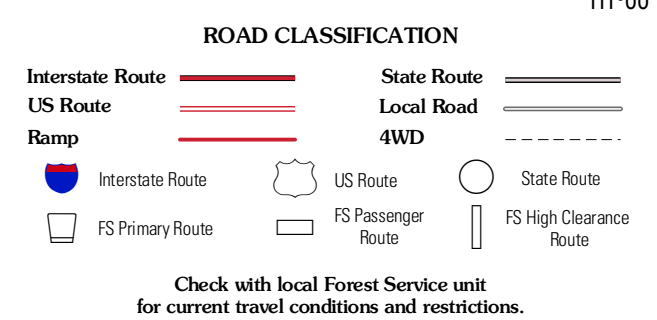 111°00
ROAD CLASSIFICATION
Interstate Route
State Route
US Route
Local Road
Ramp
4WD
Interstate Route
US Route
State Route
FS Primary Route
FS Passenger
Route
FS High Clearance
Route
Check with local Forest Service unit
for current travel conditions and restrictions.